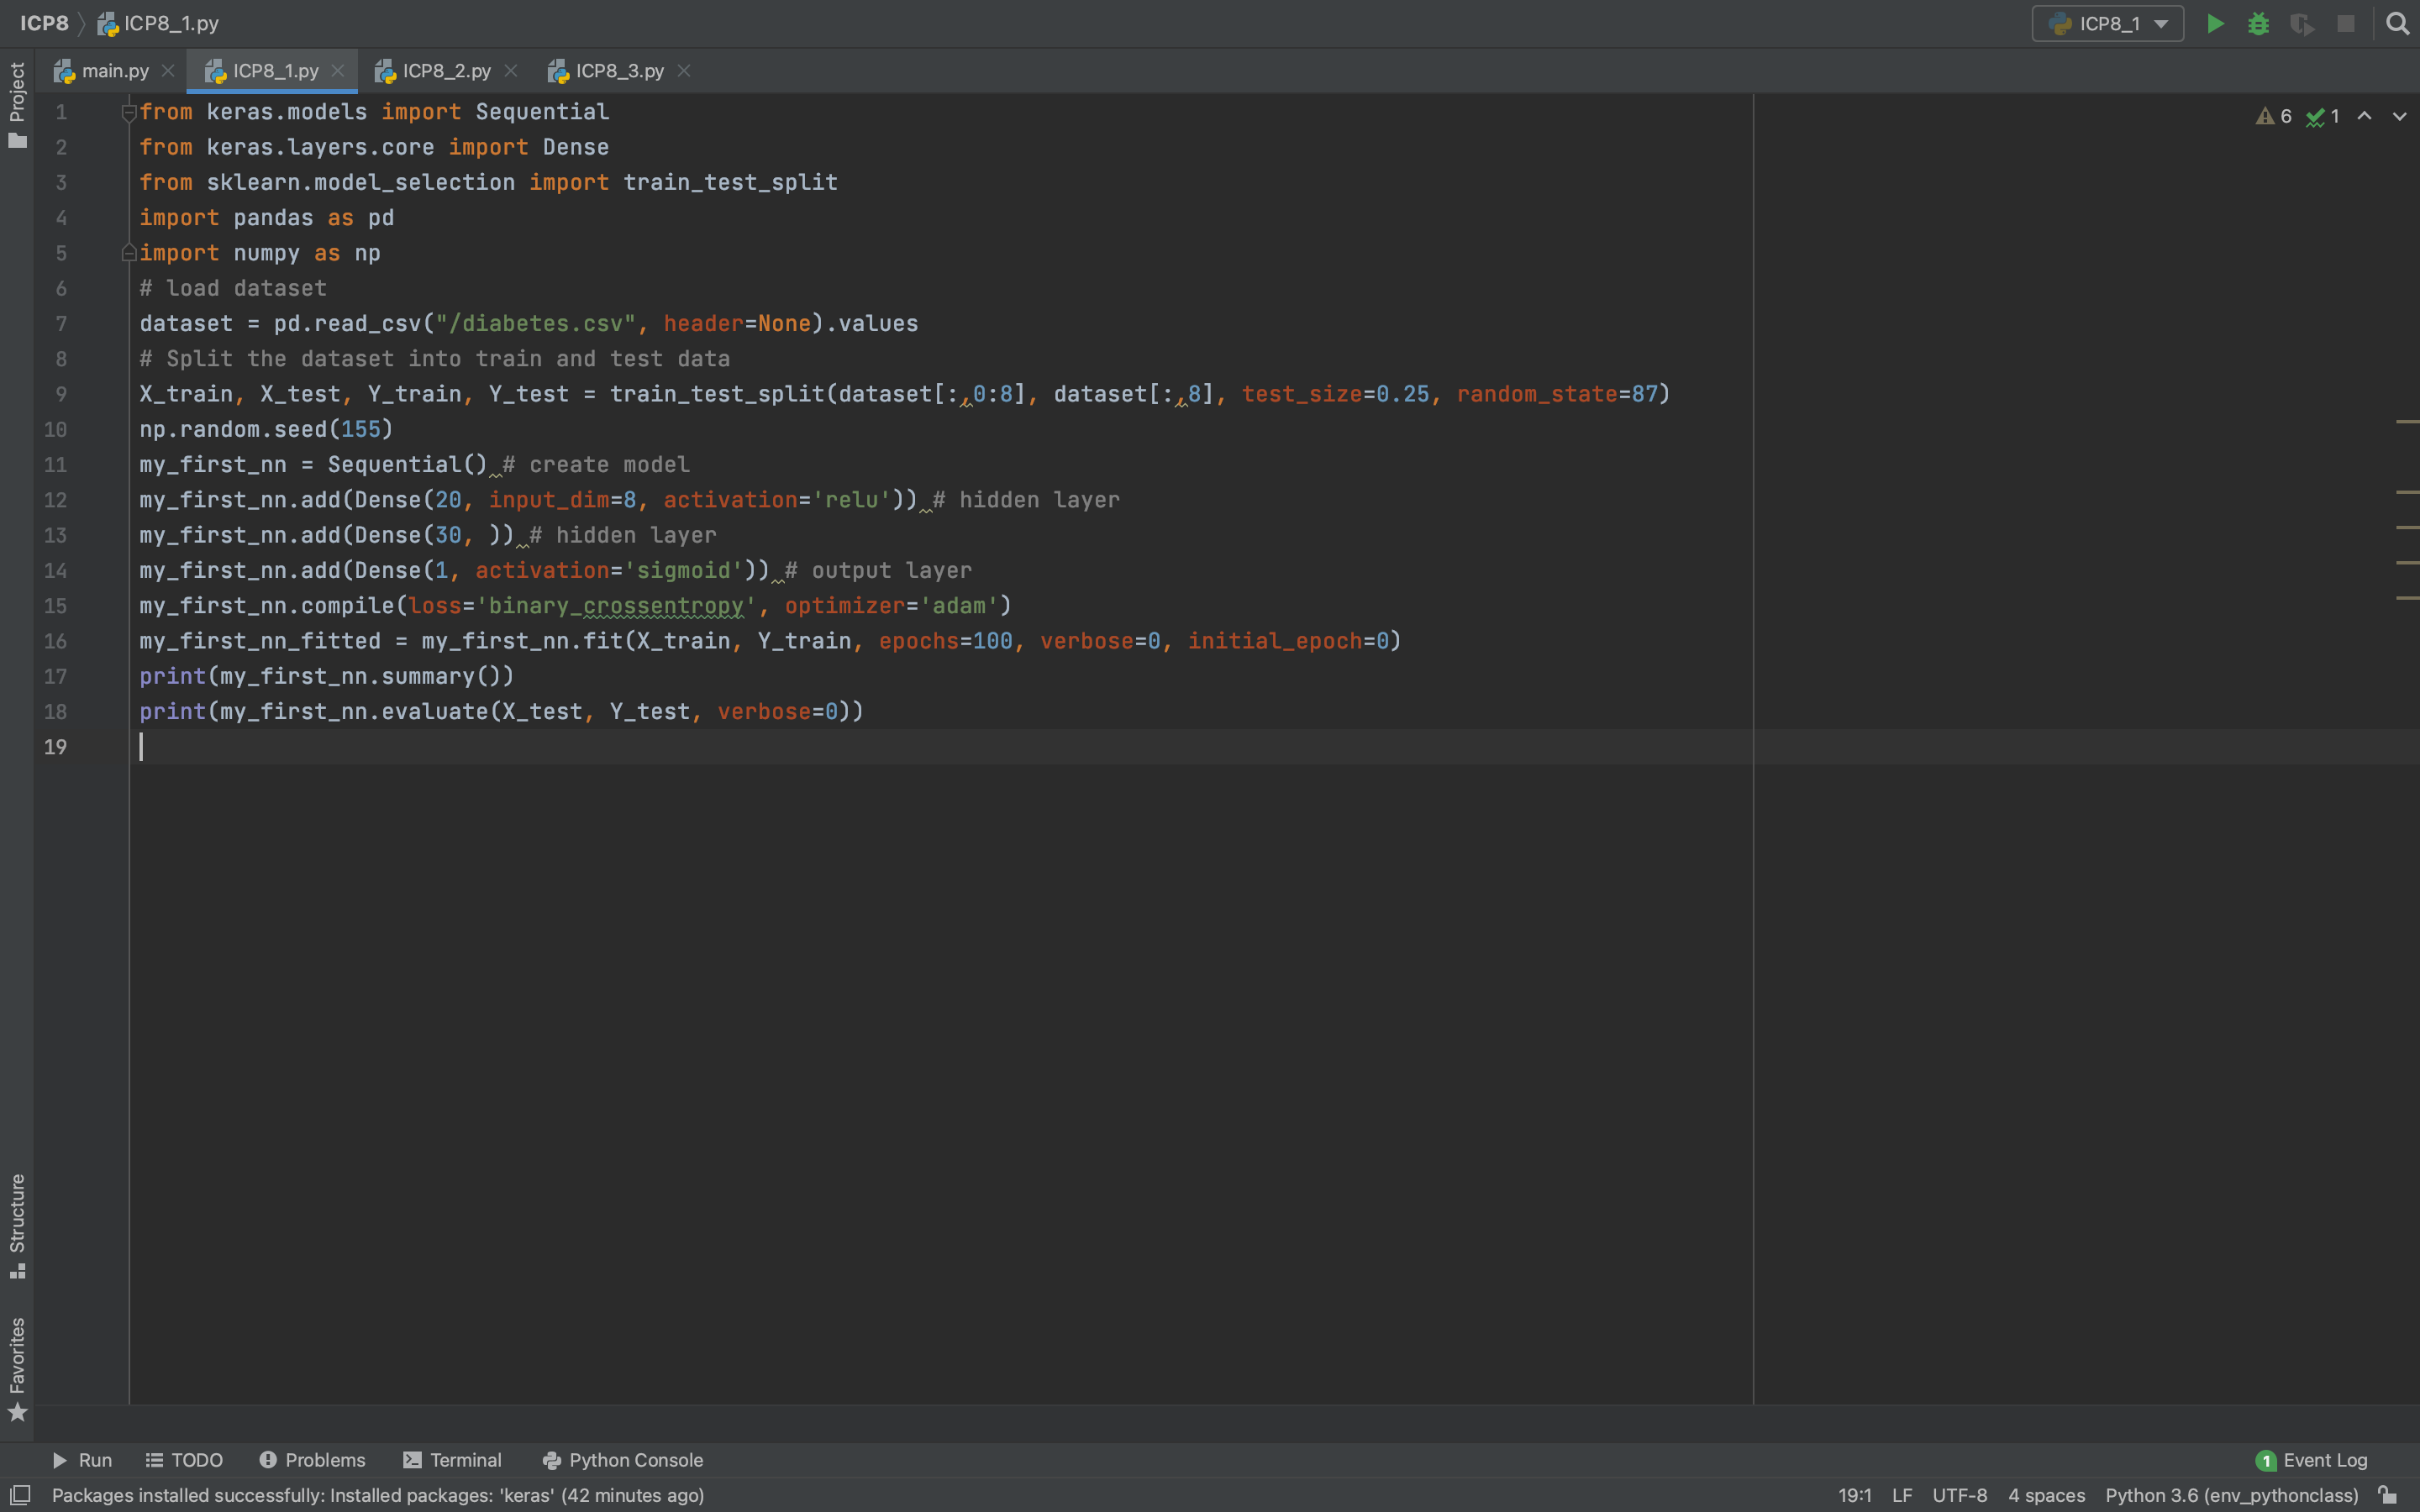 ICP8 ICP8_1.py ICP8_1
main.py ICP8_1.py ICP8_2.py ICP8_3.py
Project
6 1
1 from keras.models import Sequential
2 from keras.layers.core import Dense
3 from sklearn.model_selection import train_test_split
4 import pandas as pd
5 import numpy as np
6 # load dataset
7 dataset = pd.read_csv("/diabetes.csv", header=None).values
8 # Split the dataset into train and test data
9 X_train, X_test, Y_train, Y_test = train_test_split(dataset[:,0:8], dataset[:,8], test_size=0.25, random_state=87)
10 np.random.seed(155)
11 my_first_nn = Sequential() # create model
12 my_first_nn.add(Dense(20, input_dim=8, activation='relu')) # hidden layer
13 my_first_nn.add(Dense(30, )) # hidden layer
14 my_first_nn.add(Dense(1, activation='sigmoid')) # output layer
15 my_first_nn.compile(loss='binary_crossentropy', optimizer='adam')
16 my_first_nn_fitted = my_first_nn.fit(X_train, Y_train, epochs=100, verbose=0, initial_epoch=0)
17 print(my_first_nn.summary())
18 print(my_first_nn.evaluate(X_test, Y_test, verbose=0))
19
Structure
Favorites
Run TODO Problems Terminal Python Console 1 Event Log
Packages installed successfully: Installed packages: 'keras' (42 minutes ago) 19:1 LF UTF-8 4 spaces Python 3.6 (env_pythonclass)